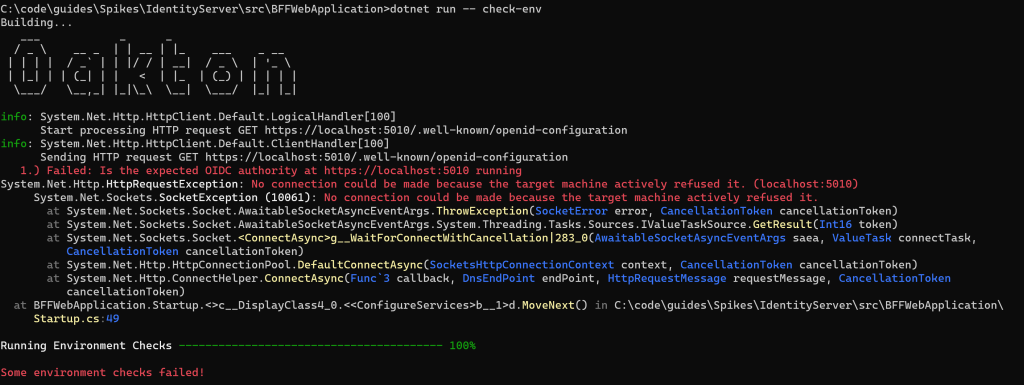 C:\code\guides\Spikes\IdentityServer\src\BFFWebApplication>dotnet run -- check-env
Building...
Oakton
info: System.Net.Http.HttpClient.Default.LogicalHandler[100]
Start processing HTTP request GET https://localhost:5010/.well-known/openid-configuration
info: System.Net.Http.HttpClient.Default.ClientHandler[100]
Sending HTTP request GET https://localhost:5010/.well-known/openid-configuration
1.) Failed: Is the expected OIDC authority at https://localhost:5010 running
System.Net.Http.HttpRequestException: No connection could be made because the target machine actively refused it. (localhost:5010)
System.Net.Sockets.SocketException (10061): No connection could be made because the target machine actively refused it.
at System.Net.Sockets.Socket.AwaitableSocketAsyncEventArgs.ThrowException(SocketError error, CancellationToken cancellationToken)
at System.Net.Sockets.Socket.AwaitableSocketAsyncEventArgs.System.Threading.Tasks.Sources.IValueTaskSource.GetResult(Int16 token)
at System.Net.Sockets.Socket.<ConnectAsync>g__WaitForConnectWithCancellation|283_0(AwaitableSocketAsyncEventArgs saea, ValueTask connectTask,
CancellationToken cancellationToken)
at System.Net.Http.HttpConnectionPool.DefaultConnectAsync(SocketsHttpConnectionContext context, CancellationToken cancellationToken)
at System.Net.Http.ConnectHelper.ConnectAsync(Func`3 callback, DnsEndPoint endPoint, HttpRequestMessage requestMessage, CancellationToken
cancellationToken)
at BFFWebApplication.Startup.<>c__DisplayClass4_0.<<ConfigureServices>b__1>d.MoveNext() in C:\code\guides\Spikes\IdentityServer\src\BFFWebApplication\
Startup.cs:49
Running Environment Checks ---------------------------------------- 100%
Some environment checks failed!